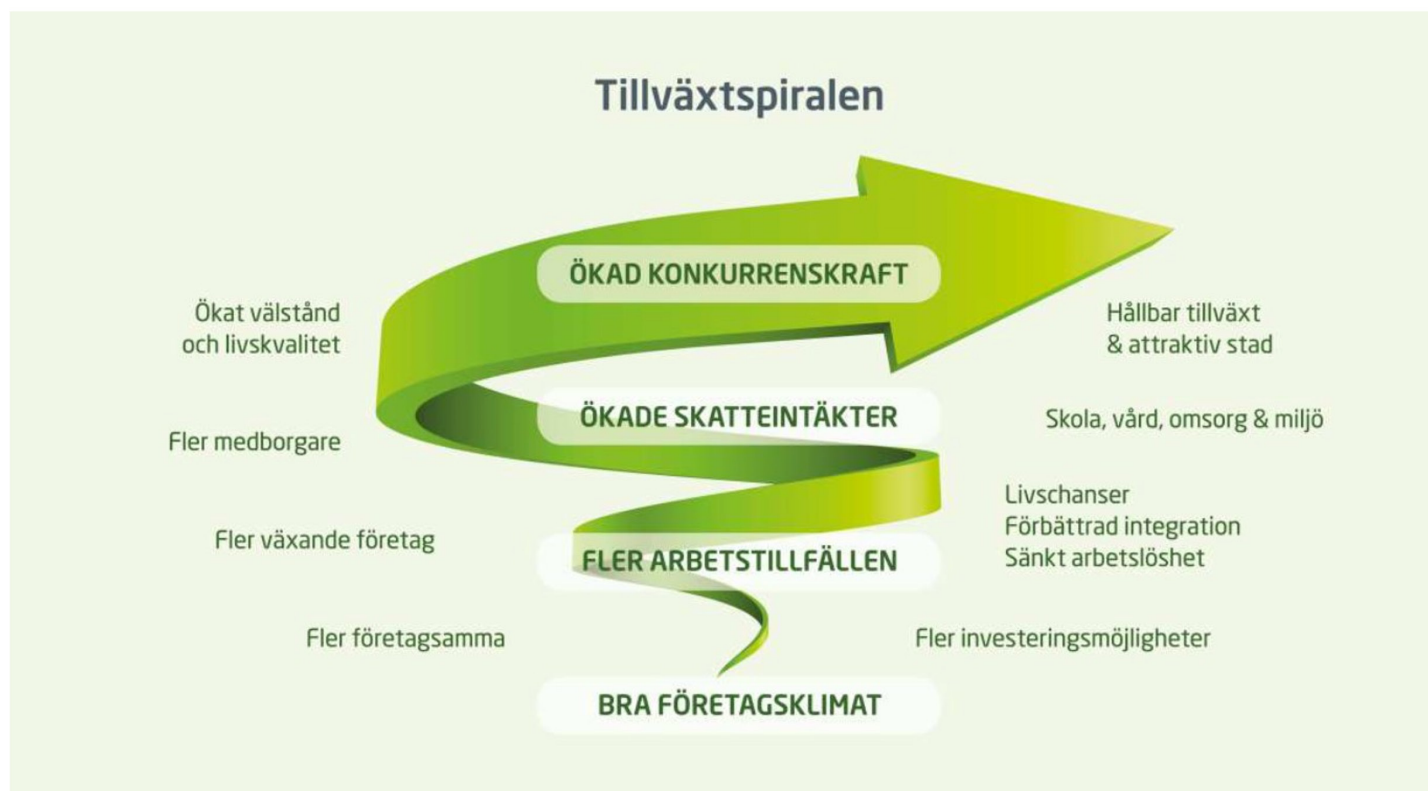 Tillväxtspiralen
ÖKAD KONKURRENSKRAFT
Ökat välstånd
och livskvalitet
Hållbar tillväxt
& attraktiv stad
ÖKADE SKATTEINTÄKTER
Skola, vård, omsorg & miljö
Fler medborgare
Livschanser
Förbättrad integration
Sänkt arbetslöshet
Fler växande företag
FLER ARBETSTILLFÄLLEN
Fler företagsamma
Fler investeringsmöjligheter
BRA FÖRETAGSKLIMAT